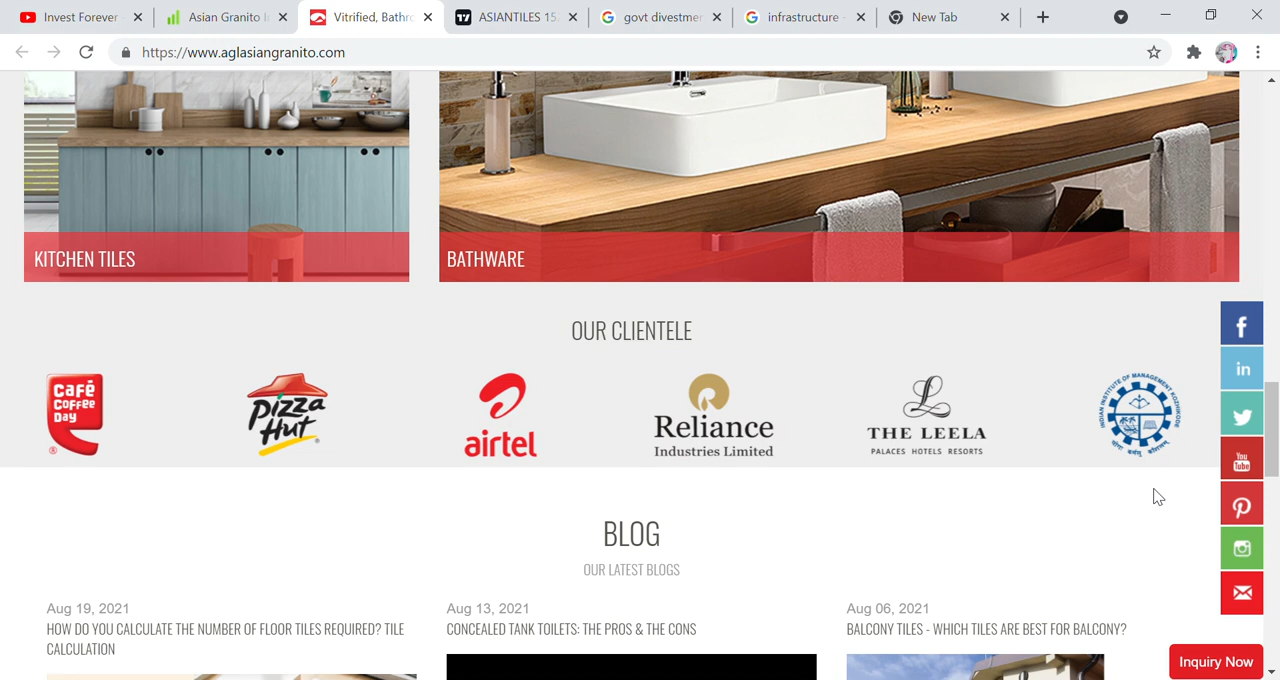 Invest Forever
Asian Granito I
Vitrified, Bathro
ASIANTILES 15
govt divestmen
infrastructure -
New Tab
https://www.aglasiangranito.com
KITCHEN TILES
BATHWARE
OUR CLIENTELE
café
coffee
Day
Pizza
Hut
airtel
Reliance
Industries Limited
L
THE LEELA
PALACES HOTELS RESORTS
INDIAN INSTITUTE OF MANAGEMENT KOZHIKODE
f
in
You
Tube
BLOG
OUR LATEST BLOGS
Aug 19, 2021
HOW DO YOU CALCULATE THE NUMBER OF FLOOR TILES REQUIRED? TILE
CALCULATION
Aug 13, 2021
CONCEALED TANK TOILETS: THE PROS & THE CONS
Aug 06, 2021
BALCONY TILES - WHICH TILES ARE BEST FOR BALCONY?
Inquiry Now